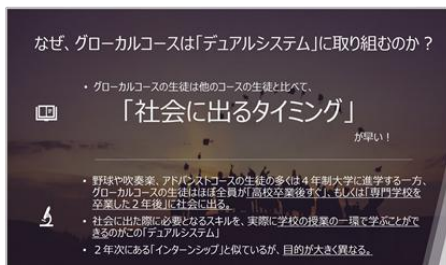 なぜ、グローカルコースは「デュアルシステム」に取り組むのか？
• グローカルコースの生徒は他のコースの生徒と比べて、
「社会に出るタイミング」
が早い！
• 野球や吹奏楽、アドバンストコースの生徒の多くは４年制大学に進学する一方、
グローカルコースの生徒はほぼ全員が「高校卒業後すぐ」、もしくは「専門学校を
卒業した２年後」に社会に出る。
• 社会に出た際に必要となるスキルを、実際に学校の授業の一環で学ぶことがで
きるのがこの「デュアルシステム」
• ２年次にある「インターンシップ」と似ているが、目的が大きく異なる。